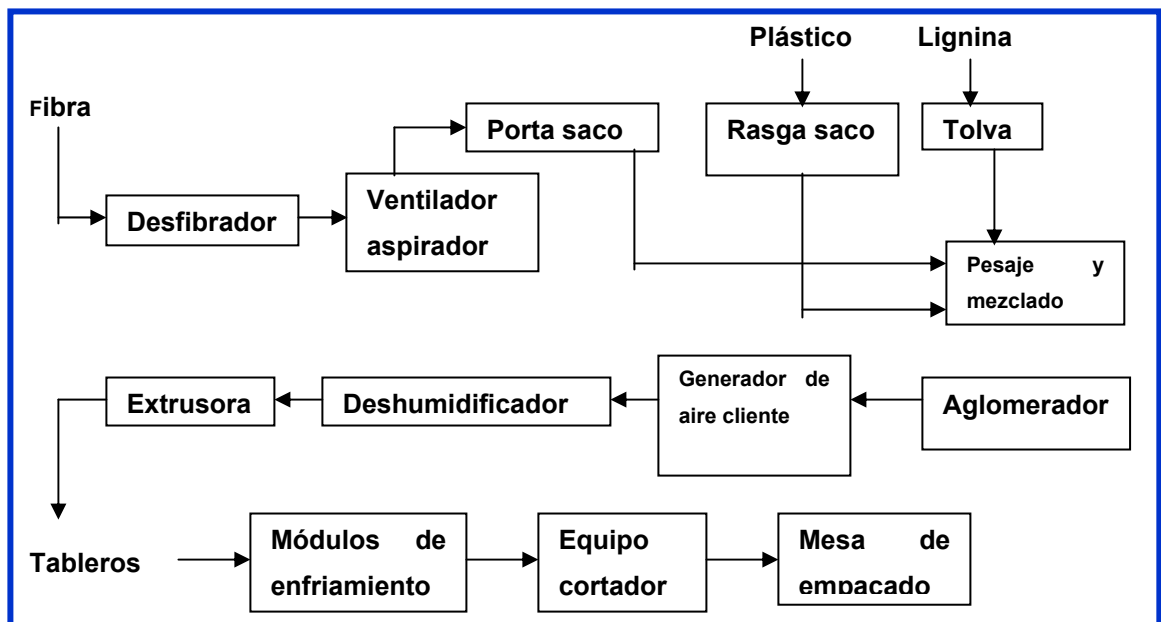 Plástico
Lignina
Fibra
Porta saco
Rasga saco
Tolva
Desfibrador
Ventilador
aspirador
Pesaje y
mezclado
Extrusora
Deshumidificador
Generador de
aire cliente
Aglomerador
Tableros
Módulos de
enfriamiento
Equipo
cortador
Mesa de
empacado